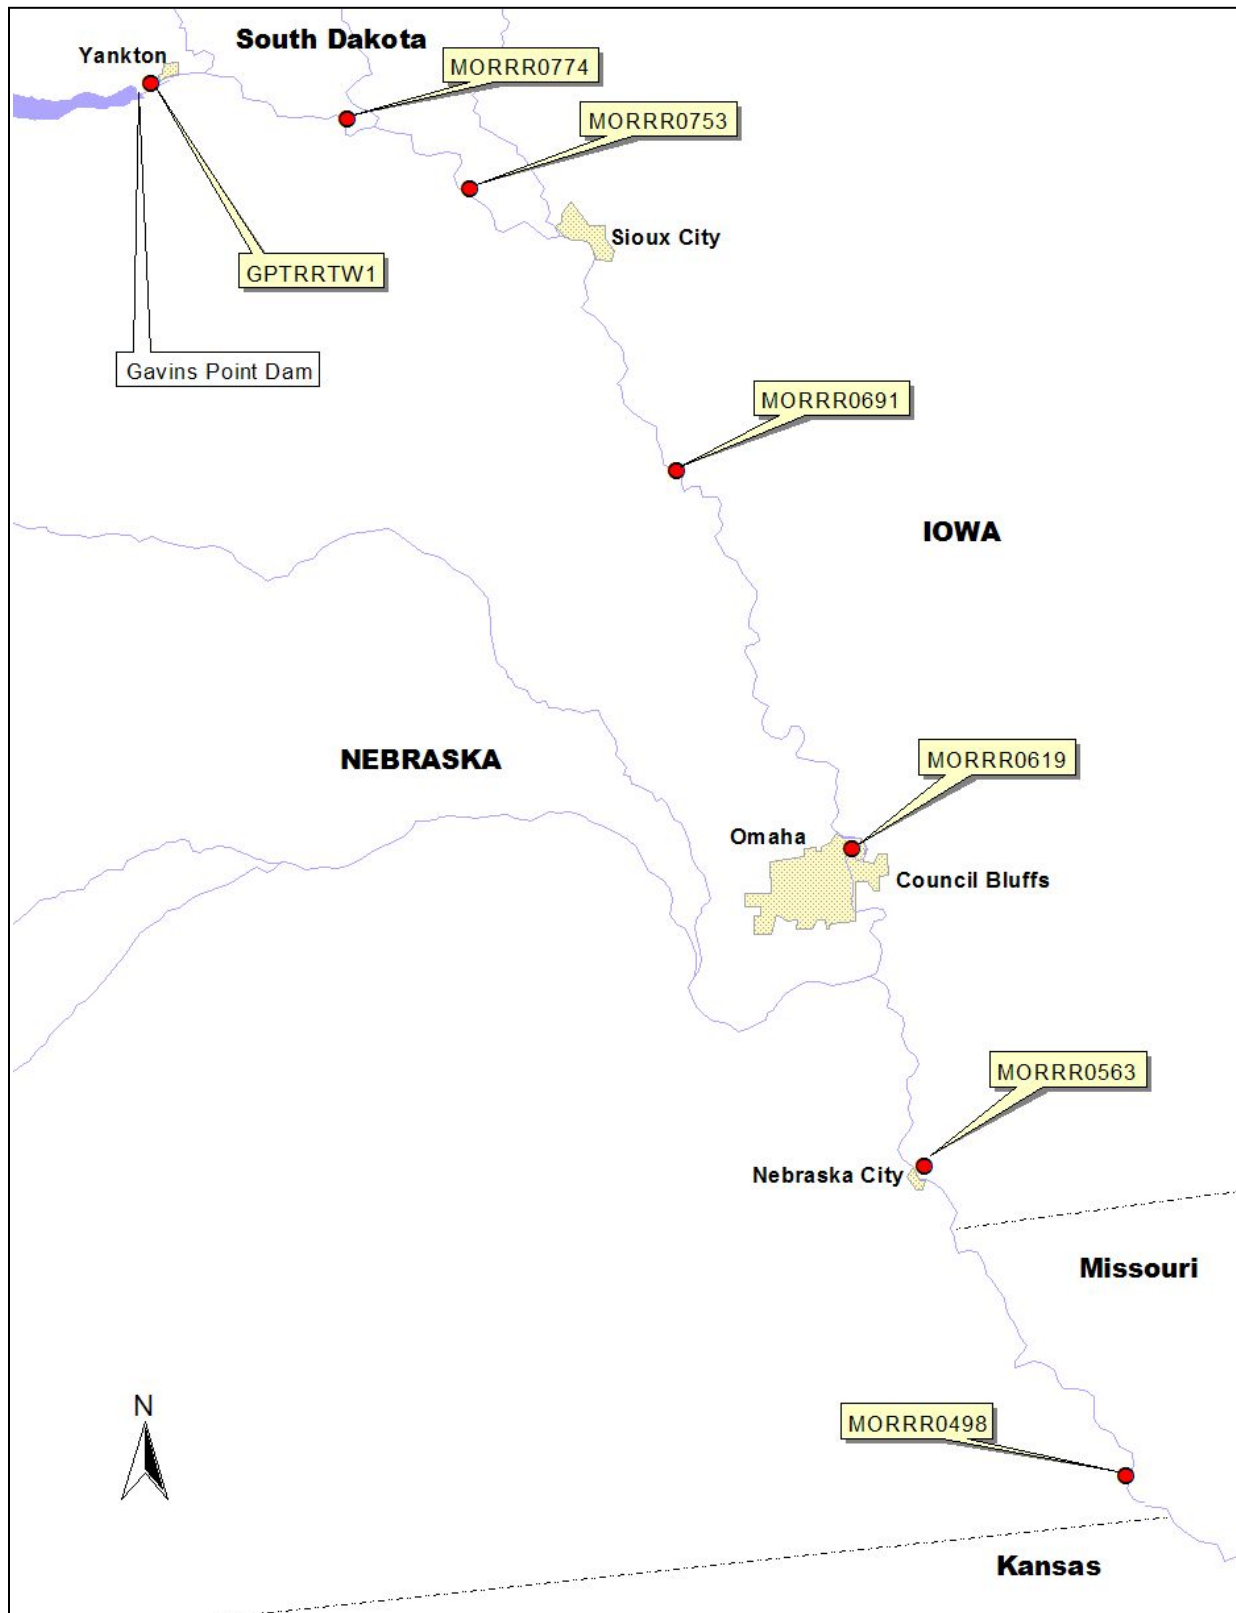 South Dakota
Yankton
MORRR0774
MORRR0753
Sioux City
GPTRRTW1
Gavins Point Dam
MORRR0691
IOWA
NEBRASKA
MORRR0619
Omaha
Council Bluffs
MORRR0563
Nebraska City
Missouri
N
MORRR0498
Kansas